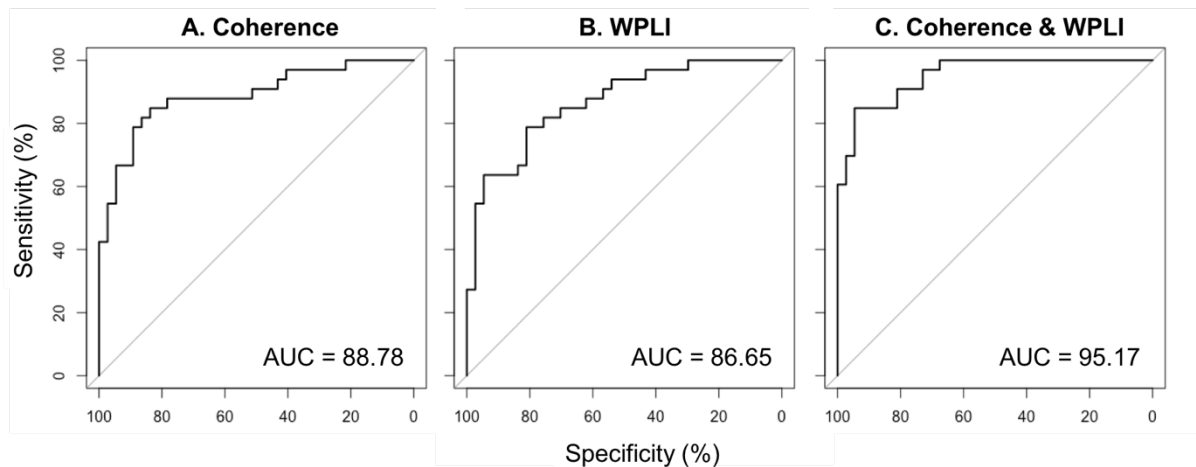 A. Coherence
B. WPLI
C. Coherence & WPLI
Sensitivity (%)
100
80
60
40
20
0
AUC = 88.78
AUC = 86.65
AUC = 95.17
100 80 60 40 20 0
100 80 60 40 20 0
100 80 60 40 20 0
Specificity (%)